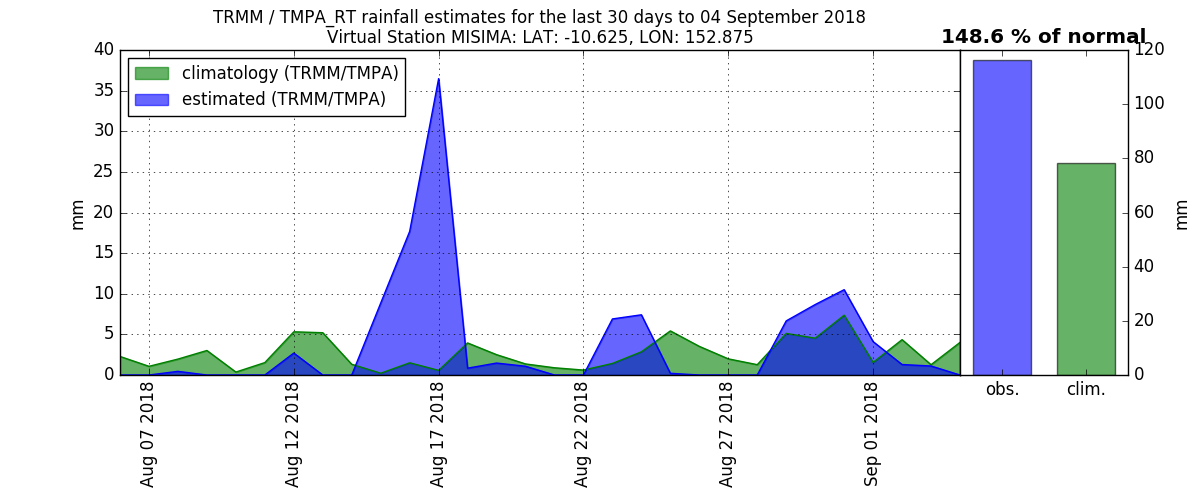 TRMM / TMPA_RT rainfall estimates for the last 30 days to 04 September 2018
Virtual Station MISIMA: LAT: -10.625, LON: 152.875
148.6 % of normal
climatology (TRMM/TMPA)
estimated (TRMM/TMPA)
40
35
30
25
20
15
10
5
0
mm
Aug 07 2018
Aug 12 2018
Aug 17 2018
Aug 22 2018
Aug 27 2018
Sep 01 2018
120
100
80
60
40
20
0
mm
obs.
clim.